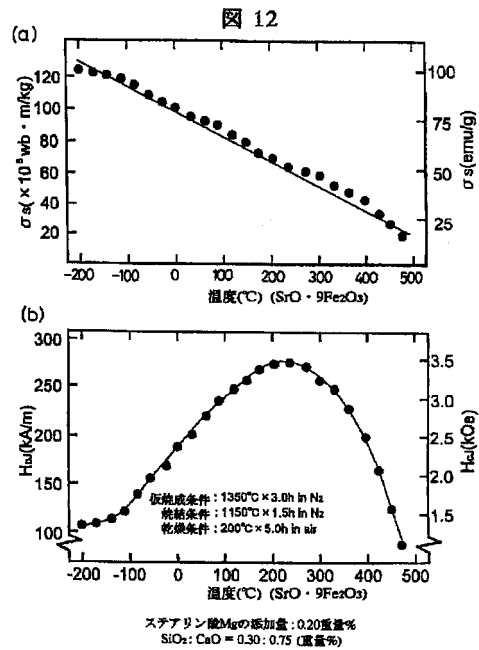 図 12
(a)
σs(×10⁸wb・m/kg)
120
100
80
60
40
20
σs(emu/g)
100
75
50
25
-200 -100 0 100 200 300 400 500
温度(℃) (SrO・9Fe₂O₃)
(b)
HcJ(kA/m)
300
250
200
150
100
HcJ(kOe)
3.5
3.0
2.5
2.0
1.5
仮焼成条件:1350℃×3.0h in N₂
焼結条件:1150℃×1.5h in N₂
乾燥条件:200℃×5.0h in air
-200 -100 0 100 200 300 400 500
温度(℃) (SrO・9Fe₂O₃)
ステアリン酸Mgの添加量:0.20重量%
SiO₂:CaO = 0.30:0.75 (重量%)